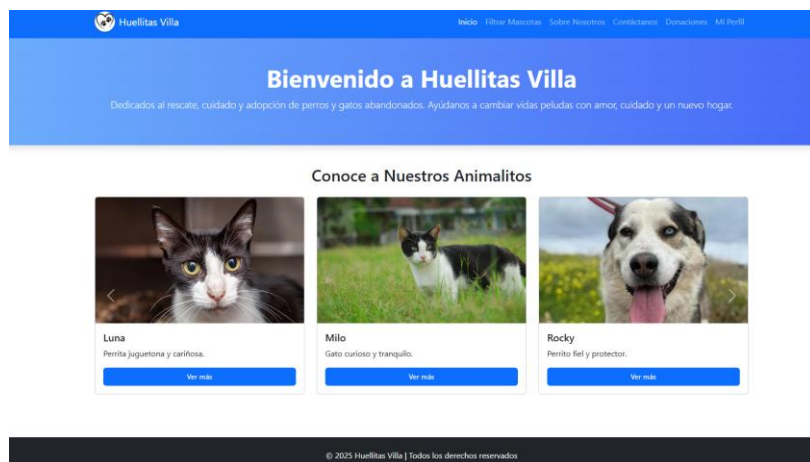 Huellitas Villa
Inicio Filtrar Mascotas Sobre Nosotros Contáctanos Donaciones Mi Perfil
Bienvenido a Huellitas Villa
Dedicados al rescate, cuidado y adopción de perros y gatos abandonados. Ayúdanos a cambiar vidas peludas con amor, cuidado y un nuevo hogar.
Conoce a Nuestros Animalitos
Luna
Perrita juguetona y cariñosa.
Ver más
Milo
Gato curioso y tranquilo.
Ver más
Rocky
Perrito fiel y protector.
Ver más
© 2025 Huellitas Villa | Todos los derechos reservados